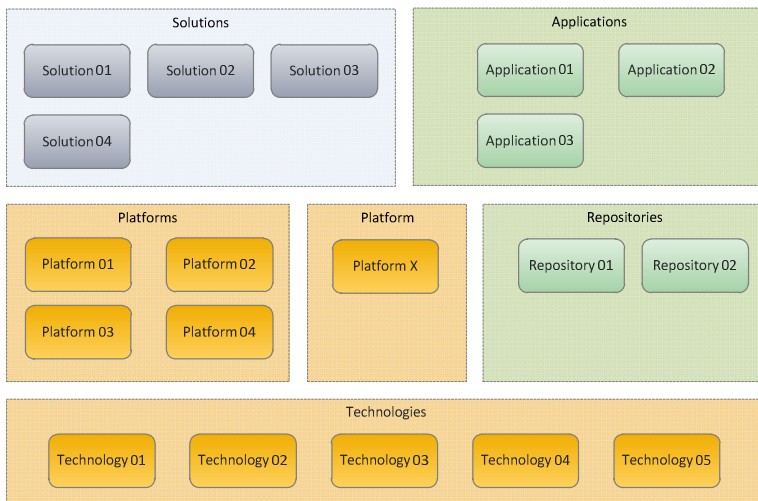 Solutions
Solution 01
Solution 02
Solution 03
Solution 04
Applications
Application 01
Application 02
Application 03
Platforms
Platform 01
Platform 02
Platform 03
Platform 04
Platform
Platform X
Repositories
Repository 01
Repository 02
Technologies
Technology 01
Technology 02
Technology 03
Technology 04
Technology 05